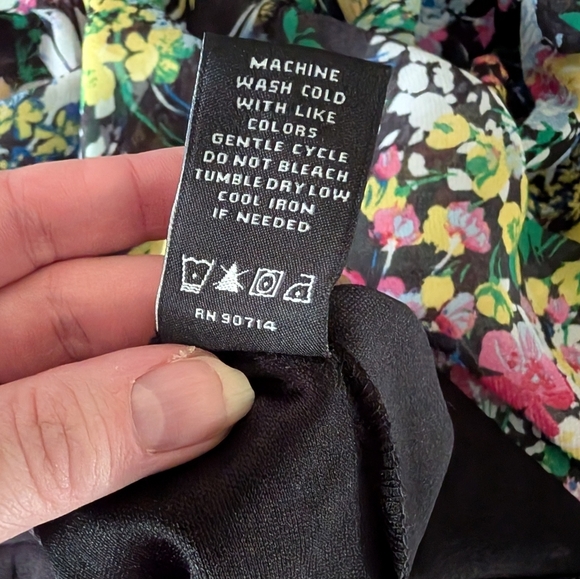 MACHINE
WASH COLD
WITH LIKE
COLORS
GENTLE CYCLE
DO NOT BLEACH
TUMBLE DRY LOW
COOL IRON
IF NEEDED
RN 90714